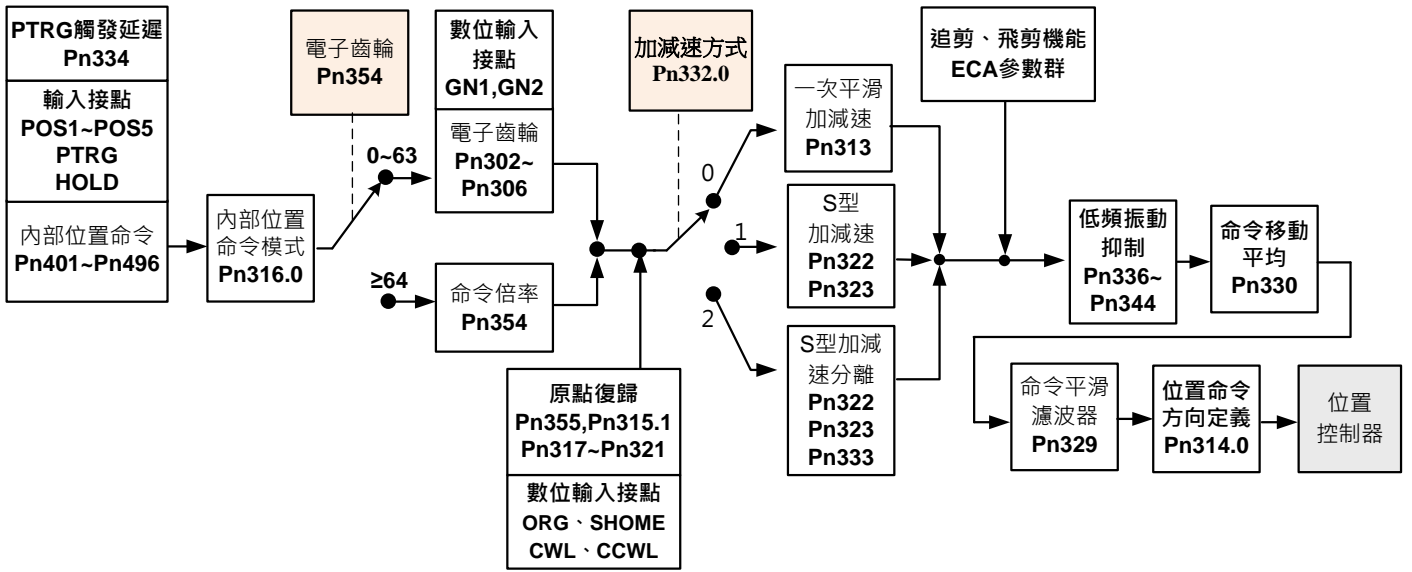 PTRG觸發延遲
Pn334
輸入接點
POS1~POS5
PTRG
HOLD
內部位置命令
Pn401~Pn496
內部位置
命令模式
Pn316.0
電子齒輪
Pn354
0~63
≥64
數位輸入
接點
GN1,GN2
電子齒輪
Pn302~
Pn306
命令倍率
Pn354
原點復歸
Pn355,Pn315.1
Pn317~Pn321
數位輸入接點
ORG、SHOME
CWL、CCWL
加減速方式
Pn332.0
0
1
2
一次平滑
加減速
Pn313
S型
加減速
Pn322
Pn323
S型加減
速分離
Pn322
Pn323
Pn333
追剪、飛剪機能
ECA參數群
低頻振動
抑制
Pn336~
Pn344
命令移動
平均
Pn330
命令平滑
濾波器
Pn329
位置命令
方向定義
Pn314.0
位置
控制器